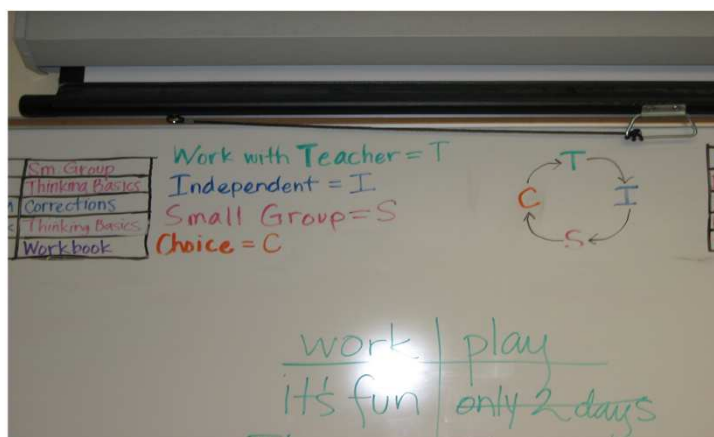 Sm. Group
Thinking Basics
Corrections
Thinking Basics
Workbook
Work with Teacher = T
Independent = I
Small Group = S
Choice = C
T
C I
S
work play
it's fun only 2 days